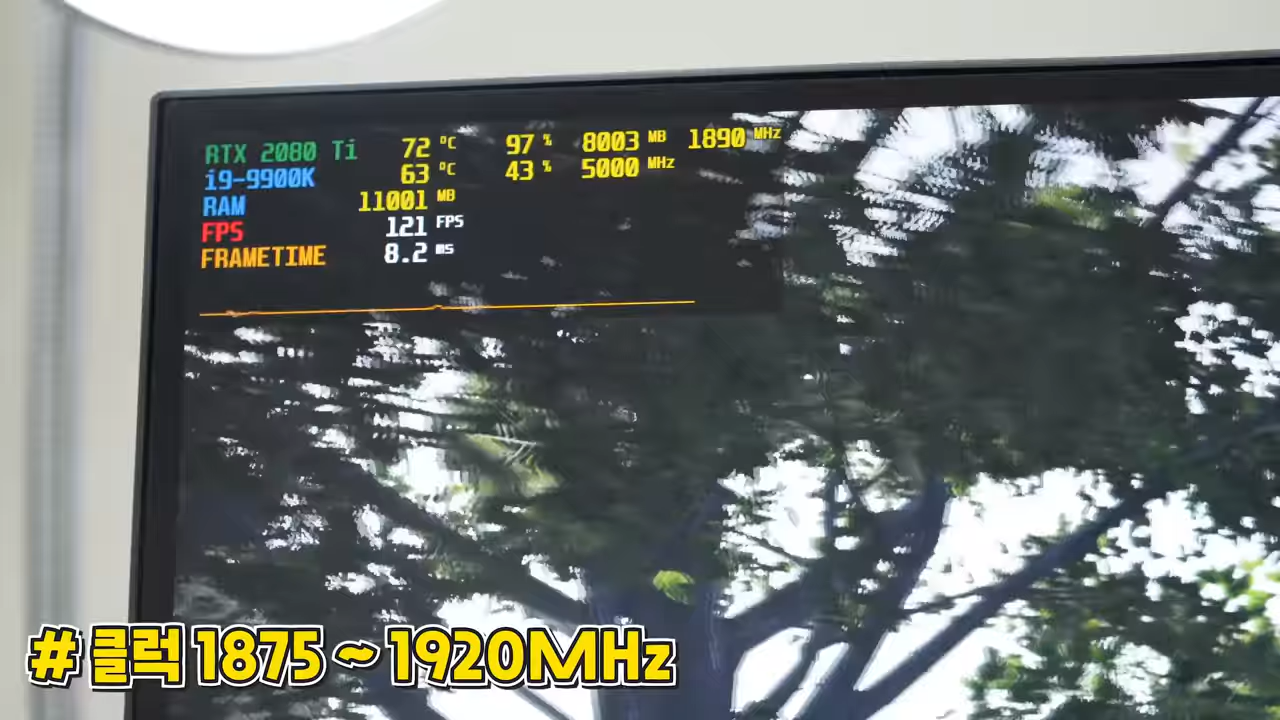 RTX 2080 Ti 72 °C 97 % 8003 MB 1890 MHz
i9-9900K 63 °C 43 % 5000 MHz
RAM 11001 MB
FPS 121 FPS
FRAMETIME 8.2 ms
# 클럭 1875 ~ 1920MHz